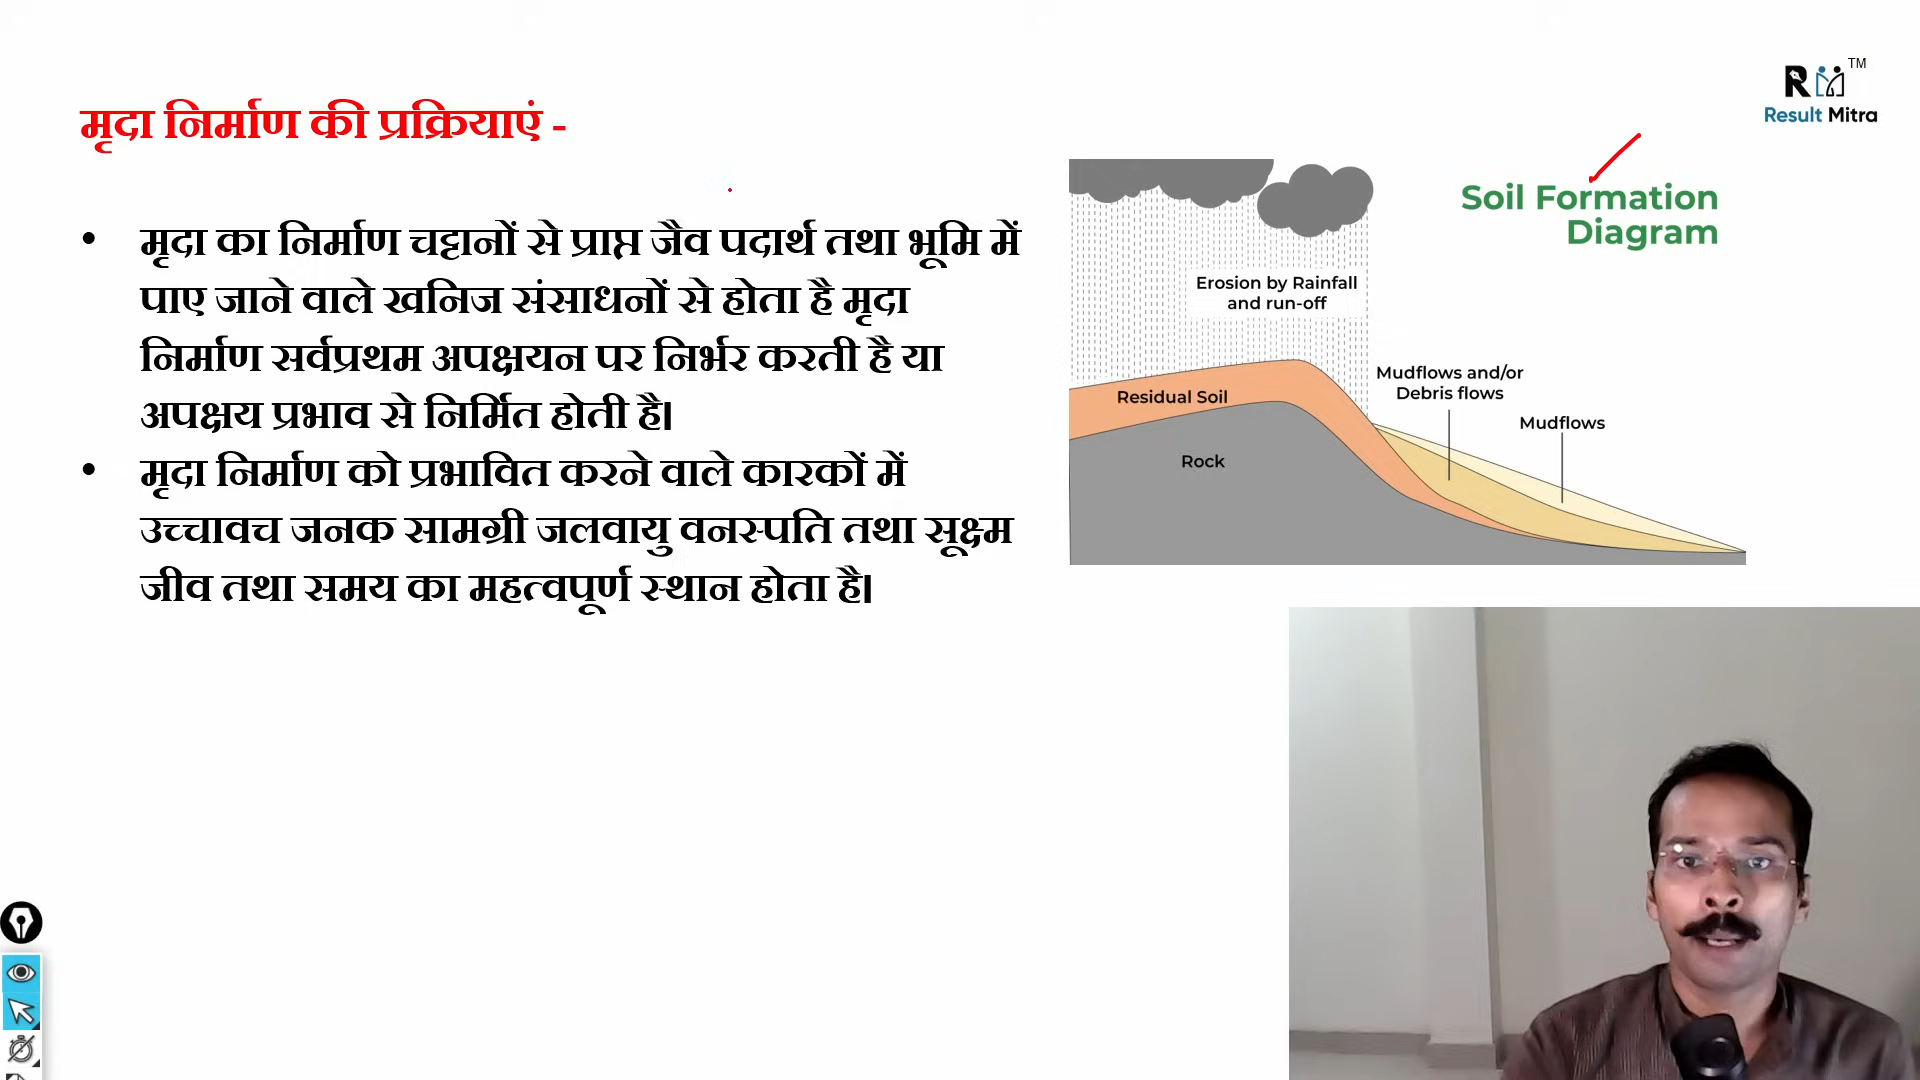 मृदा निर्माण की प्रक्रियाएं -
• मृदा का निर्माण चट्टानों से प्राप्त जैव पदार्थ तथा भूमि में
पाए जाने वाले खनिज संसाधनों से होता है मृदा
निर्माण सर्वप्रथम अपक्षयन पर निर्भर करती है या
अपक्षय प्रभाव से निर्मित होती है।
• मृदा निर्माण को प्रभावित करने वाले कारकों में
उच्चावच जनक सामग्री जलवायु वनस्पति तथा सूक्ष्म
जीव तथा समय का महत्वपूर्ण स्थान होता है।
R TM
Result Mitra
Soil Formation
Diagram
Erosion by Rainfall
and run-off
Mudflows and/or
Debris flows
Mudflows
Residual Soil
Rock